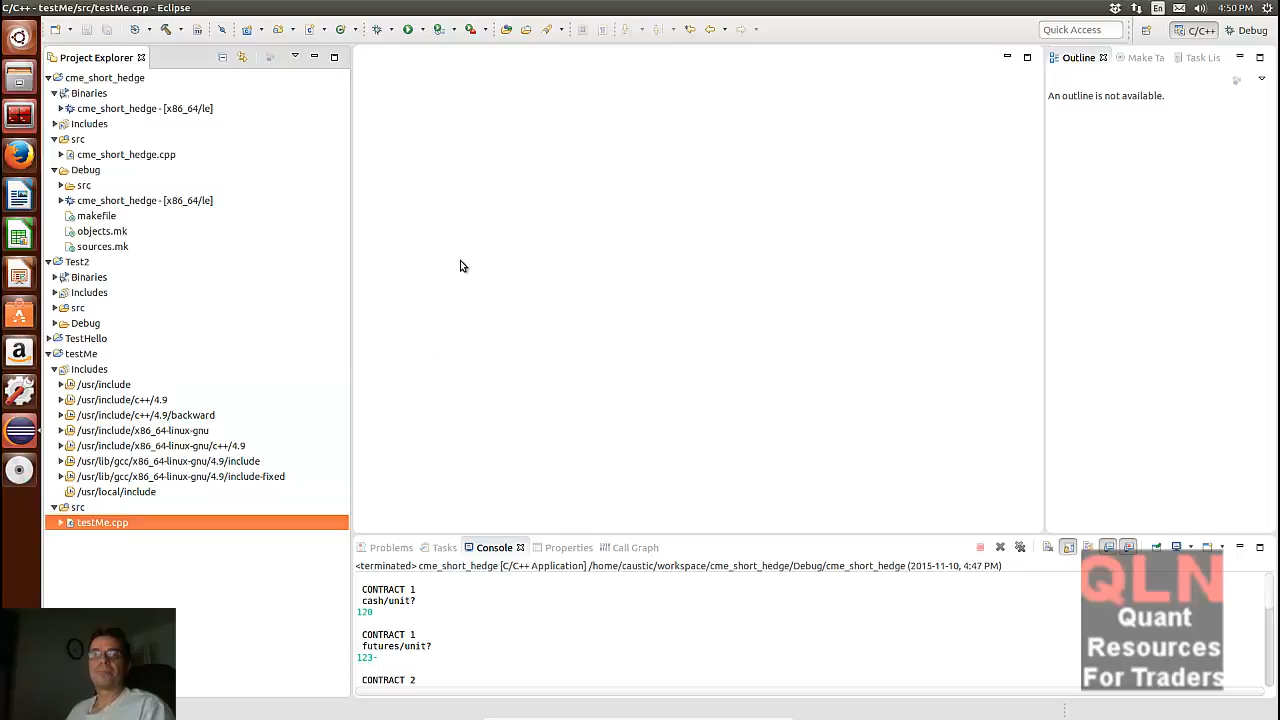 C/C++ - testMe/src/testMe.cpp - Eclipse
En
4:50 PM
Quick Access
C/C++
Debug
Project Explorer
Outline
Make Ta
Task Lis
An outline is not available.
cme_short_hedge
Binaries
cme_short_hedge - [x86_64/le]
Includes
src
cme_short_hedge.cpp
Debug
src
cme_short_hedge - [x86_64/le]
makefile
objects.mk
sources.mk
Test2
Binaries
Includes
src
Debug
TestHello
testMe
Includes
/usr/include
/usr/include/c++/4.9
/usr/include/c++/4.9/backward
/usr/include/x86_64-linux-gnu
/usr/include/x86_64-linux-gnu/c++/4.9
/usr/lib/gcc/x86_64-linux-gnu/4.9/include
/usr/lib/gcc/x86_64-linux-gnu/4.9/include-fixed
/usr/local/include
src
testMe.cpp
Problems
Tasks
Console
Properties
Call Graph
<terminated> cme_short_hedge [C/C++ Application] /home/caustic/workspace/cme_short_hedge/Debug/cme_short_hedge (2015-11-10, 4:47 PM)
CONTRACT 1
cash/unit?
120
CONTRACT 1
futures/unit?
123-
CONTRACT 2
QLN
Quant
Resources
For Traders